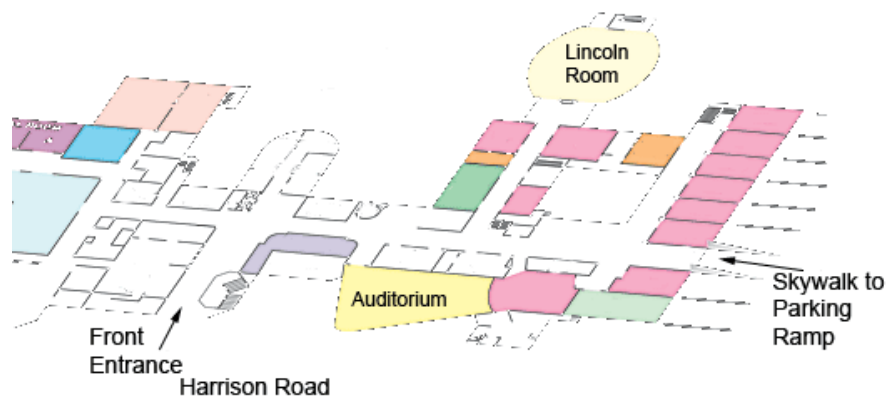 Lincoln
Room
Auditorium
Skywalk to
Parking
Ramp
Front
Entrance
Harrison Road